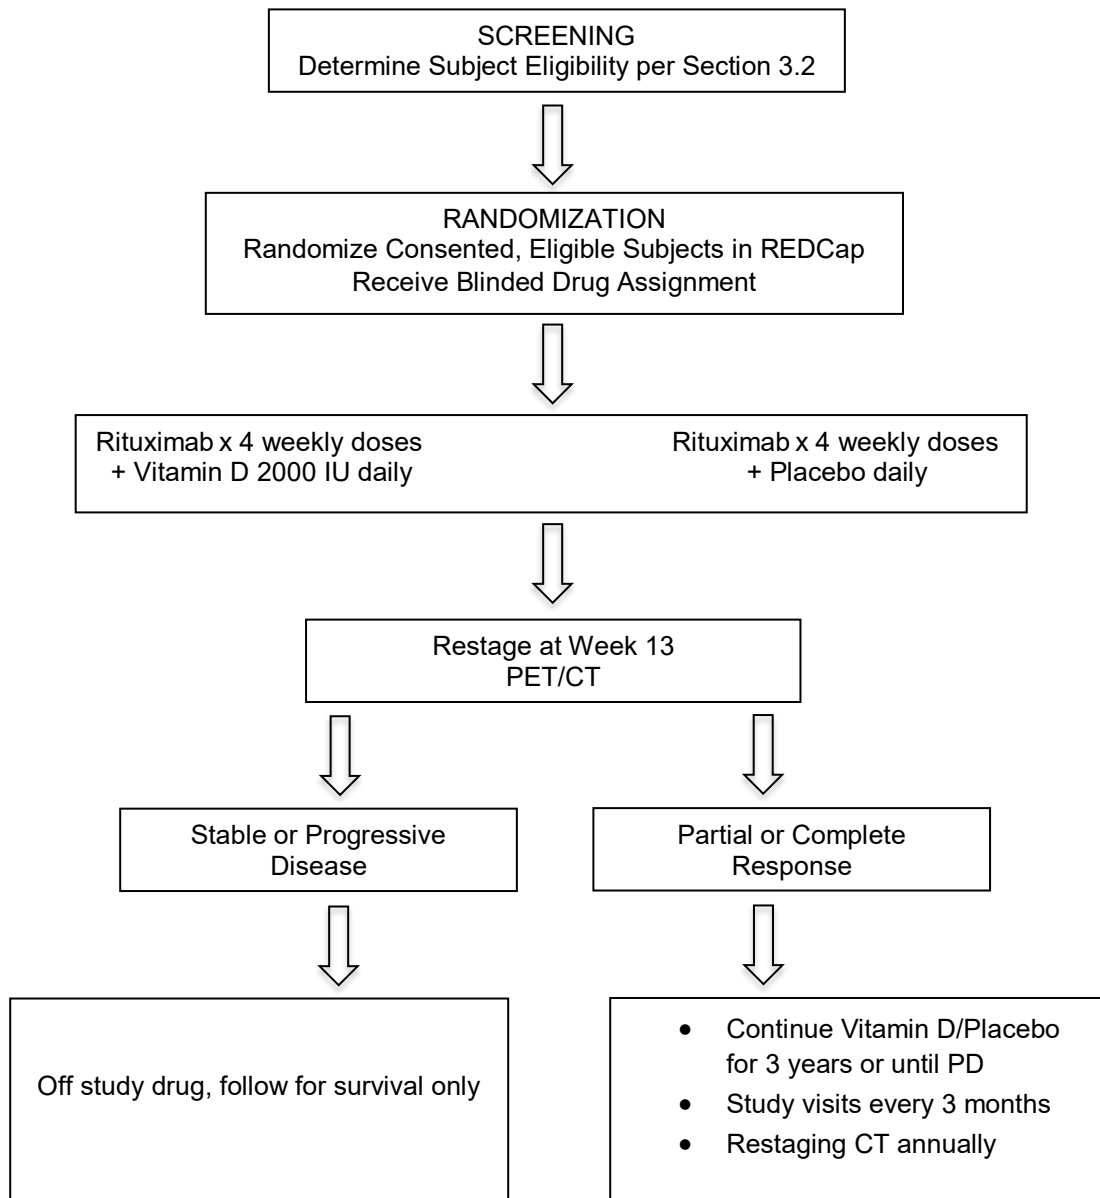 SCREENING
Determine Subject Eligibility per Section 3.2
RANDOMIZATION
Randomize Consented, Eligible Subjects in REDCap
Receive Blinded Drug Assignment
Rituximab x 4 weekly doses
+ Vitamin D 2000 IU daily
Rituximab x 4 weekly doses
+ Placebo daily
Restage at Week 13
PET/CT
Stable or Progressive
Disease
Partial or Complete
Response
Off study drug, follow for survival only
• Continue Vitamin D/Placebo
for 3 years or until PD
• Study visits every 3 months
• Restaging CT annually